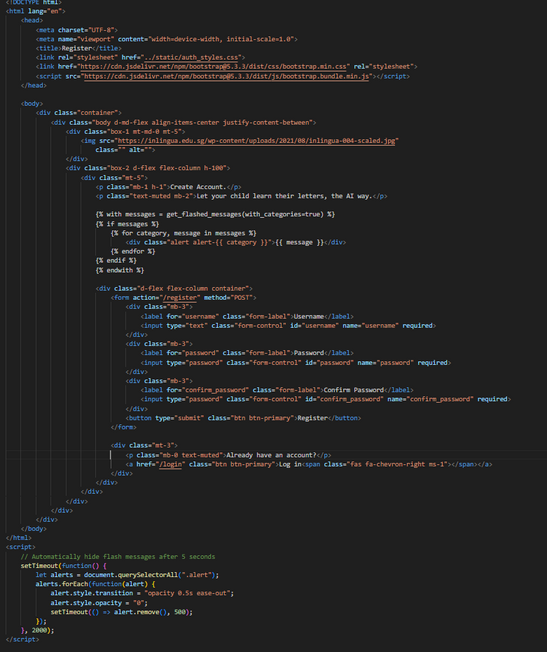 <!DOCTYPE html>
<html lang="en">
<head>
<meta charset="UTF-8">
<meta name="viewport" content="width=device-width, initial-scale=1.0">
<title>Register</title>
<link rel="stylesheet" href="../static/auth_styles.css">
<link href="https://cdn.jsdelivr.net/npm/bootstrap@5.3.3/dist/css/bootstrap.min.css" rel="stylesheet">
<script src="https://cdn.jsdelivr.net/npm/bootstrap@5.3.3/dist/js/bootstrap.bundle.min.js"></script>
</head>
<body>
<div class="container">
<div class="body d-md-flex align-items-center justify-content-between">
<div class="box-1 mt-md-0 mt-5">
<img src="https://inlingua.edu.sg/wp-content/uploads/2021/08/inlingua-004-scaled.jpg"
class="" alt="">
</div>
<div class="box-2 d-flex flex-column h-100">
<div class="mt-5">
<p class="mb-1 h-1">Create Account.</p>
<p class="text-muted mb-2">Let your child learn their letters, the AI way.</p>
{% with messages = get_flashed_messages(with_categories=true) %}
{% if messages %}
{% for category, message in messages %}
<div class="alert alert-{{ category }}">{{ message }}</div>
{% endfor %}
{% endif %}
{% endwith %}
<div class="d-flex flex-column container">
<form action="/register" method="POST">
<div class="mb-3">
<label for="username" class="form-label">Username</label>
<input type="text" class="form-control" id="username" name="username" required>
</div>
<div class="mb-3">
<label for="password" class="form-label">Password</label>
<input type="password" class="form-control" id="password" name="password" required>
</div>
<div class="mb-3">
<label for="confirm_password" class="form-label">Confirm Password</label>
<input type="password" class="form-control" id="confirm_password" name="confirm_password" required>
</div>
<button type="submit" class="btn btn-primary">Register</button>
</form>
<div class="mt-3">
<p class="mb-0 text-muted">Already have an account?</p>
<a href="/login" class="btn btn-primary">Log in<span class="fas fa-chevron-right ms-1"></span></a>
</div>
</div>
</div>
</div>
</div>
</div>
</body>
</html>
<script>
// Automatically hide flash messages after 5 seconds
setTimeout(function() {
let alerts = document.querySelectorAll(".alert");
alerts.forEach(function(alert) {
alert.style.transition = "opacity 0.5s ease-out";
alert.style.opacity = "0";
setTimeout(() => alert.remove(), 500);
});
}, 2000);
</script>